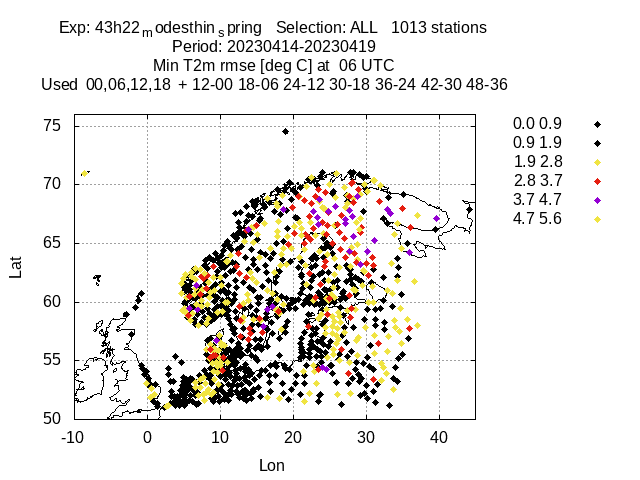 Exp: 43h22modesthinspring Selection: ALL 1013 stations
Period: 20230414-20230419
Min T2m rmse [deg C] at 06 UTC
Used 00,06,12,18 + 12-00 18-06 24-12 30-18 36-24 42-30 48-36
0.0 0.9
0.9 1.9
1.9 2.8
2.8 3.7
3.7 4.7
4.7 5.6
75
70
65
60
55
50
Lat
-10 0 10 20 30 40
Lon